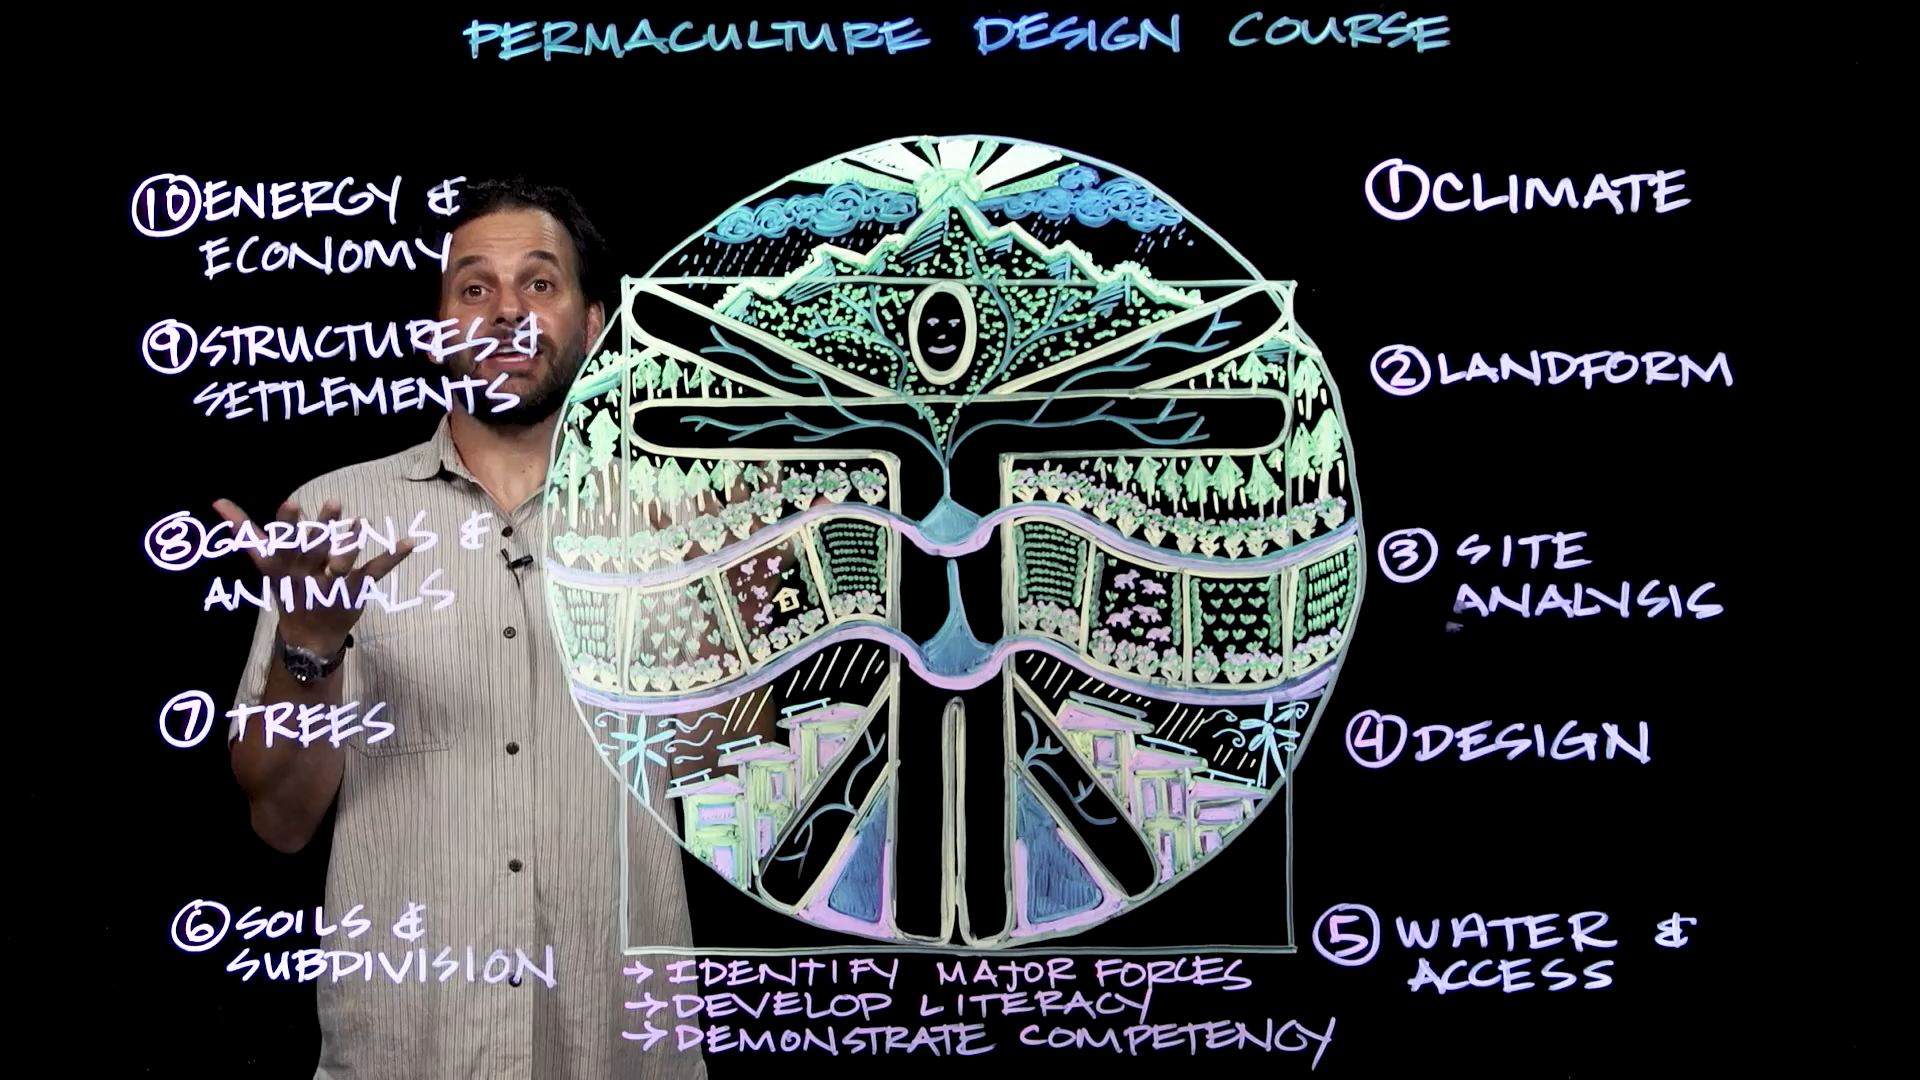 PERMACULTURE DESIGN COURSE
① CLIMATE
② LANDFORM
③ SITE
ANALYSIS
④ DESIGN
⑤ WATER &
ACCESS
⑥ SOILS &
SUBDIVISION
⑦ TREES
⑧ GARDENS &
ANIMALS
⑨ STRUCTURES &
SETTLEMENTS
⑩ ENERGY &
ECONOMY
→ IDENTIFY MAJOR FORCES
→ DEVELOP LITERACY
→ DEMONSTRATE COMPETENCY